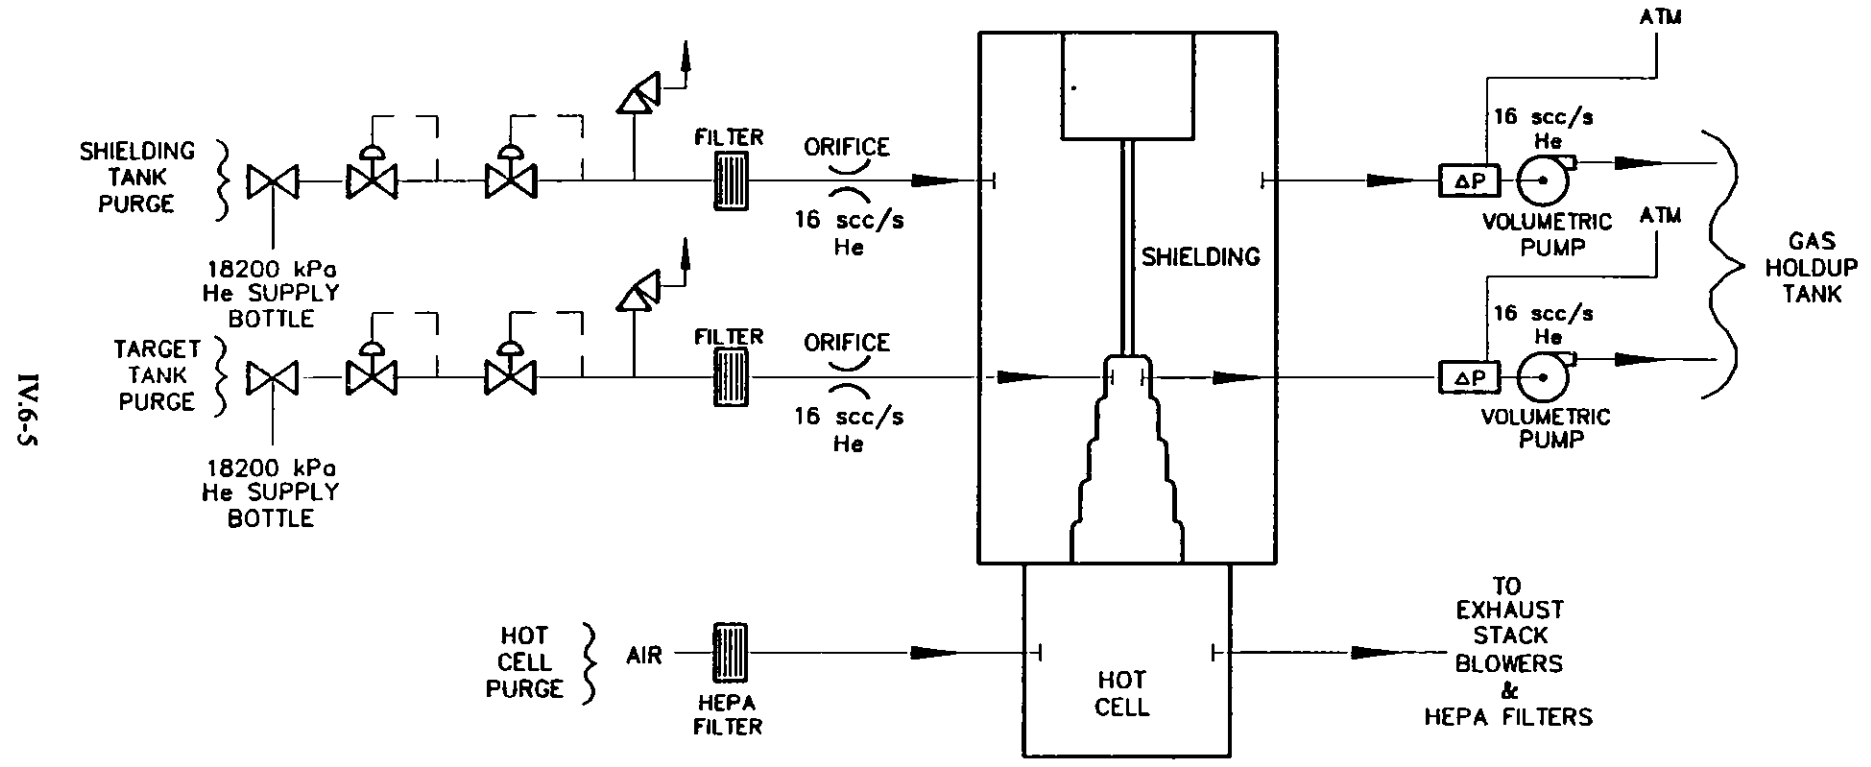 ATM
16 scc/s
He
SHIELDING
TANK
PURGE
FILTER
ORIFICE
16 scc/s
He
ΔP
VOLUMETRIC
PUMP
18200 kPa
He SUPPLY
BOTTLE
SHIELDING
ATM
GAS
HOLDUP
TANK
16 scc/s
He
TARGET
TANK
PURGE
FILTER
ORIFICE
16 scc/s
He
ΔP
VOLUMETRIC
PUMP
18200 kPa
He SUPPLY
BOTTLE
IV.6-5
HOT
CELL
PURGE
AIR
HEPA
FILTER
HOT
CELL
TO
EXHAUST
STACK
BLOWERS
&
HEPA FILTERS